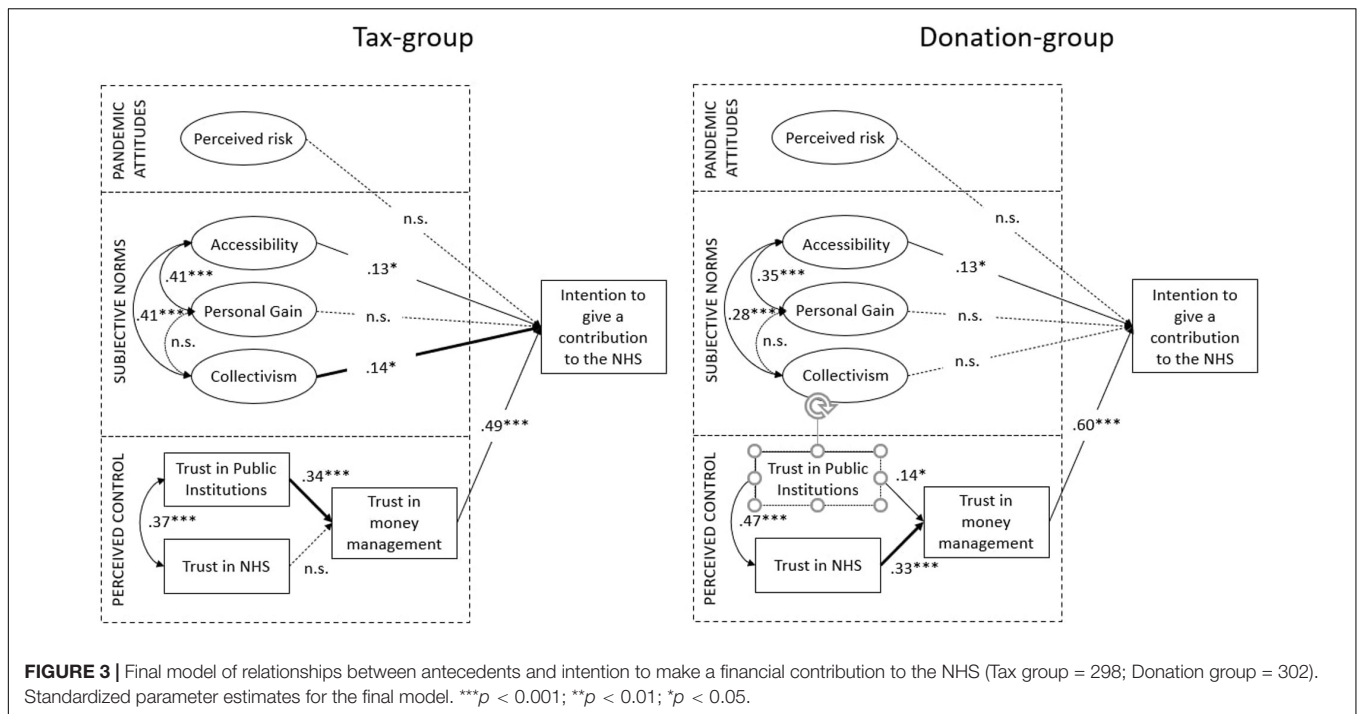 Tax-group
PANDEMIC
ATTITUDES
Perceived risk
n.s.
SUBJECTIVE NORMS
Accessibility
.41***
.13*
.41***
Personal Gain
n.s.
n.s.
Collectivism
.14*
Intention to
give a
contribution
to the NHS
.49***
PERCEIVED CONTROL
Trust in Public
Institutions
.34***
.37***
Trust in
money
management
Trust in NHS
n.s.
Donation-group
PANDEMIC
ATTITUDES
Perceived risk
n.s.
SUBJECTIVE NORMS
Accessibility
.35***
.13*
.28***
Personal Gain
n.s.
n.s.
Collectivism
n.s.
Intention to
give a
contribution
to the NHS
.60***
PERCEIVED CONTROL
Trust in Public
Institutions
.14*
.47***
Trust in
money
management
Trust in NHS
.33***
FIGURE 3 | Final model of relationships between antecedents and intention to make a financial contribution to the NHS (Tax group = 298; Donation group = 302).
Standardized parameter estimates for the final model. ***p < 0.001; **p < 0.01; *p < 0.05.